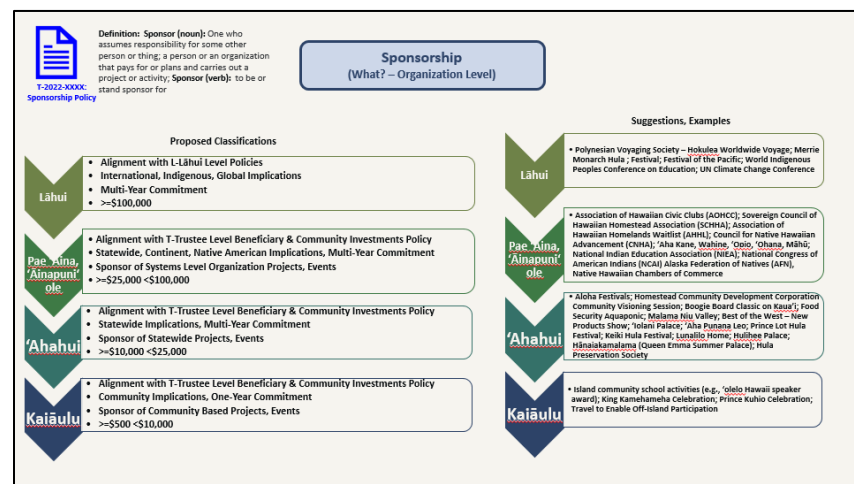 Definition: Sponsor (noun): One who
assumes responsibility for some other
person or thing; a person or an organization
that pays for or plans and carries out a
project or activity; Sponsor (verb): to be or
stand sponsor for
T-2022-XXXX:
Sponsorship Policy
Sponsorship
(What? – Organization Level)
Proposed Classifications
Lāhui
• Alignment with L-Lāhui Level Policies
• International, Indigenous, Global Implications
• Multi-Year Commitment
• >=$100,000
Pae ʻĀina,
ʻĀinapuniʻ
ole
• Alignment with T-Trustee Level Beneficiary & Community Investments Policy
• Statewide, Continent, Native American Implications, Multi-Year Commitment
• Sponsor of Systems Level Organization Projects, Events
• >=$25,000 <$100,000
ʻAhahui
• Alignment with T-Trustee Level Beneficiary & Community Investments Policy
• Statewide Implications, Multi-Year Commitment
• Sponsor of Statewide Projects, Events
• >=$10,000 <$25,000
Kaiāulu
• Alignment with T-Trustee Level Beneficiary & Community Investments Policy
• Community Implications, One-Year Commitment
• Sponsor of Community Based Projects, Events
• >=$500 <$10,000
Suggestions, Examples
Lāhui
• Polynesian Voyaging Society – Hokulea Worldwide Voyage; Merrie
Monarch Hula ; Festival; Festival of the Pacific; World Indigenous
Peoples Conference on Education; UN Climate Change Conference
Pae ʻĀina,
ʻĀinapuniʻ
ole
• Association of Hawaiian Civic Clubs (AOHCC); Sovereign Council of
Hawaiian Homestead Association (SCHHA); Association of
Hawaiian Homelands Waitlist (AHHL); Council for Native Hawaiian
Advancement (CNHA); ʻAha Kane, Wahine, ʻOpio, ʻOhana, Māhū;
National Indian Education Association (NIEA); National Congress of
American Indians (NCAI) Alaska Federation of Natives (AFN),
Native Hawaiian Chambers of Commerce
ʻAhahui
• Aloha Festivals; Homestead Community Development Corporation
Community Visioning Session; Boogie Board Classic on Kauaʻi; Food
Security Aquaponic; Malama Niu Valley; Best of the West – New
Products Show; ʻIolani Palace; ʻAha Punana Leo; Prince Lot Hula
Festival; Keiki Hula Festival; Lunalilo Home; Hulihee Palace;
Hānaiakamalama (Queen Emma Summer Palace); Hula
Preservation Society
Kaiāulu
• Island community school activities (e.g., ʻolelo Hawaii speaker
award); King Kamehameha Celebration; Prince Kuhio Celebration;
Travel to Enable Off-Island Participation